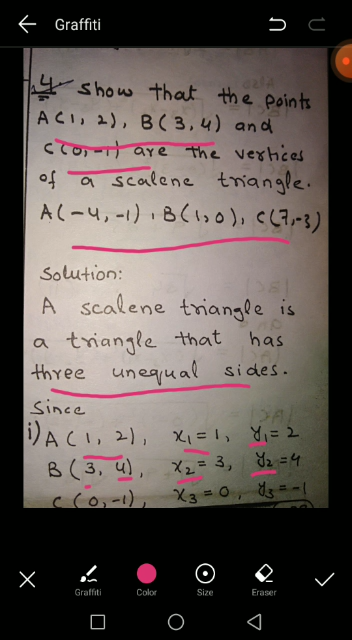 Graffiti
4 show that the points
A(1, 2), B(3, 4) and
C(0, -1) are the vertices
of a scalene triangle.
A(-4, -1), B(1, 0), C(7, -3)
Solution:
A scalene triangle is
a triangle that has
three unequal sides.
Since
i) A(1, 2), x₁ = 1, y₁ = 2
B(3, 4), x₂ = 3, y₂ = 4
C(0, -1), x₃ = 0, y₃ = -1
Graffiti Color Size Eraser